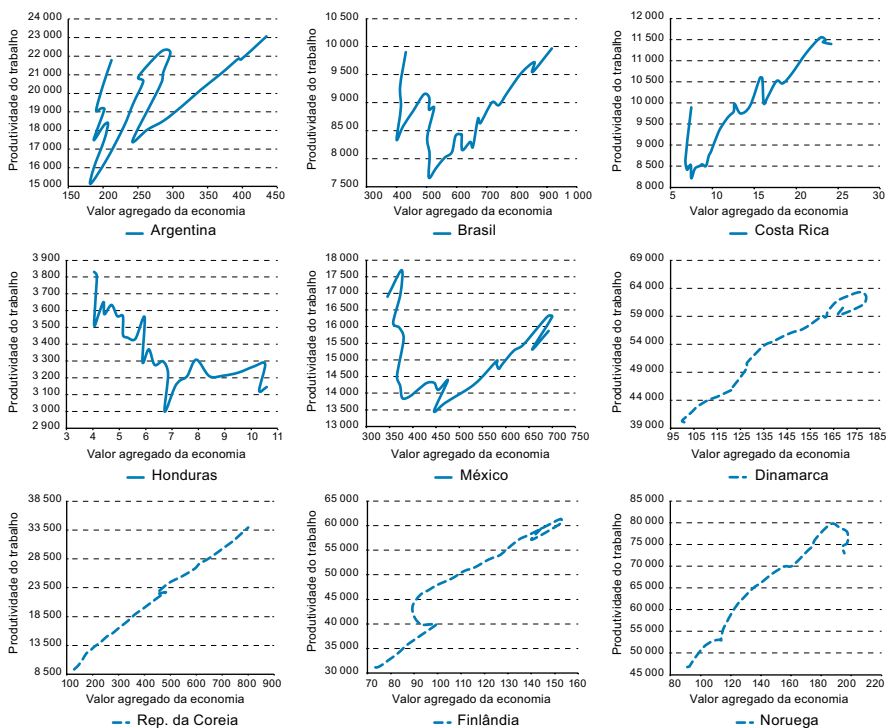 Produtividade do trabalho
24 000
23 000
22 000
21 000
20 000
19 000
18 000
17 000
16 000
15 000
150 200 250 300 350 400 450
Valor agregado da economia
Argentina
Produtividade do trabalho
10 500
10 000
9 500
9 000
8 500
8 000
7 500
300 400 500 600 700 800 900 1 000
Valor agregado da economia
Brasil
Produtividade do trabalho
12 000
11 500
11 000
10 500
10 000
9 500
9 000
8 500
8 000
5 10 15 20 25 30
Valor agregado da economia
Costa Rica
Produtividade do trabalho
3 900
3 800
3 700
3 600
3 500
3 400
3 300
3 200
3 100
3 000
2 900
3 4 5 6 7 8 9 10 11
Valor agregado da economia
Honduras
Produtividade do trabalho
18 000
17 500
17 000
16 500
16 000
15 500
15 000
14 500
14 000
13 500
13 000
300 350 400 450 500 550 600 650 700 750
Valor agregado da economia
México
Produtividade do trabalho
69 000
64 000
59 000
54 000
49 000
44 000
39 000
95 105 115 125 135 145 155 165 175 185
Valor agregado da economia
Dinamarca
Produtividade do trabalho
38 500
33 500
28 500
23 500
18 500
13 500
8 500
100 200 300 400 500 600 700 800 900
Valor agregado da economia
Rep. da Coreia
Produtividade do trabalho
65 000
60 000
55 000
50 000
45 000
40 000
35 000
30 000
70 80 90 100 110 120 130 140 150 160
Valor agregado da economia
Finlândia
Produtividade do trabalho
85 000
80 000
75 000
70 000
65 000
60 000
55 000
50 000
45 000
80 100 120 140 160 180 200 220
Valor agregado da economia
Noruega